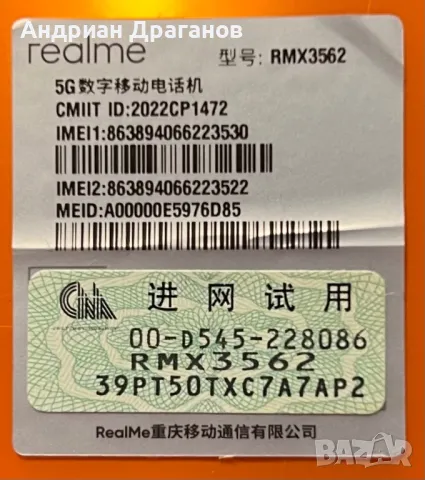 Андриан Драганов
realme
型号: RMX3562
5G数字移动电话机
CMIIT ID:2022CP1472
IMEI1:863894066223530
IMEI2:863894066223522
MEID:A00000E5976D85
进网试用
00-D545-228086
RMX3562
39PT50TXC7A7AP2
RealMe重庆移动通信有限公司
BAZAR